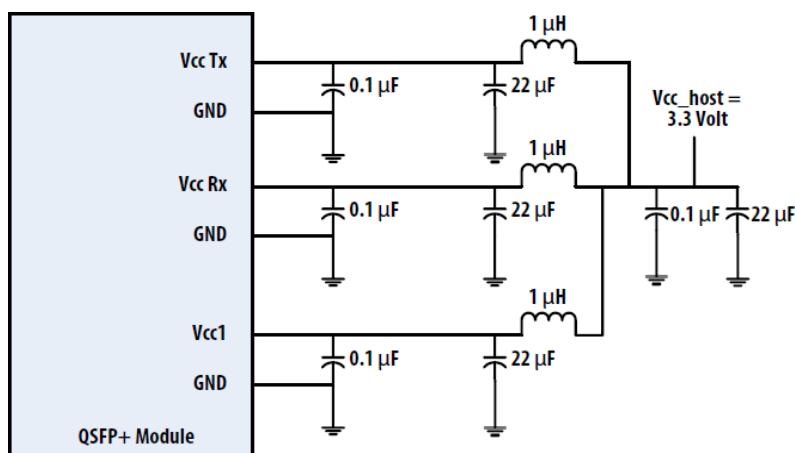 1 µH
Vcc Tx
0.1 µF
22 µF
GND
Vcc_host =
3.3 Volt
1 µH
Vcc Rx
0.1 µF
22 µF
0.1 µF
22 µF
GND
1 µH
Vcc1
0.1 µF
22 µF
GND
QSFP+ Module